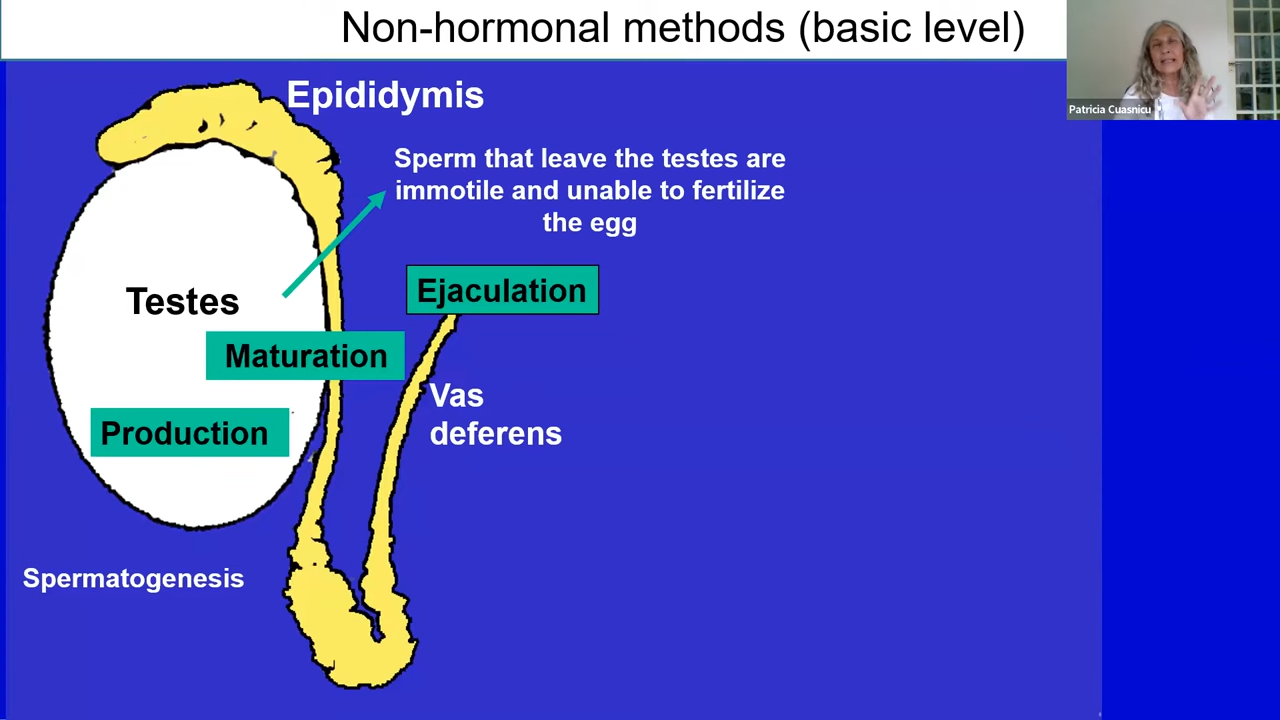 Non-hormonal methods (basic level)
Patricia Cuasnicu
Epididymis
Sperm that leave the testes are
immotile and unable to fertilize
the egg
Testes
Ejaculation
Maturation
Vas
deferens
Production
Spermatogenesis